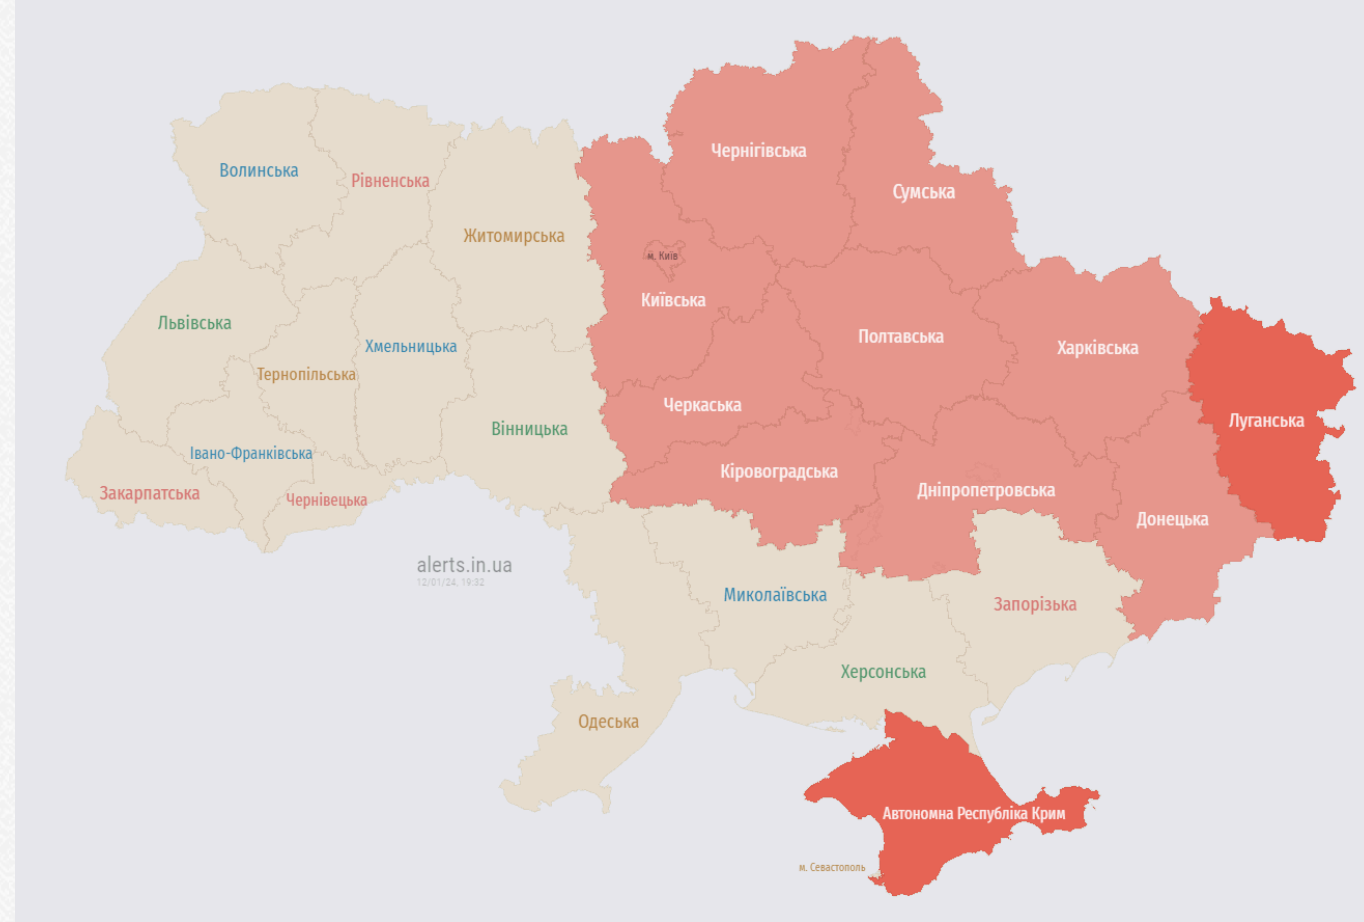 Чернігівська
Волинська
Рівненська
Сумська
Житомирська
м. Київ
Київська
Львівська
Полтавська
Хмельницька
Харківська
Тернопільська
Черкаська
Луганська
Вінницька
Івано-Франківська
Кіровоградська
Закарпатська
Чернівецька
Дніпропетровська
Донецька
alerts.in.ua
12/01/24, 19:32
Миколаївська
Запорізька
Херсонська
Одеська
Автономна Республіка Крим
м. Севастополь